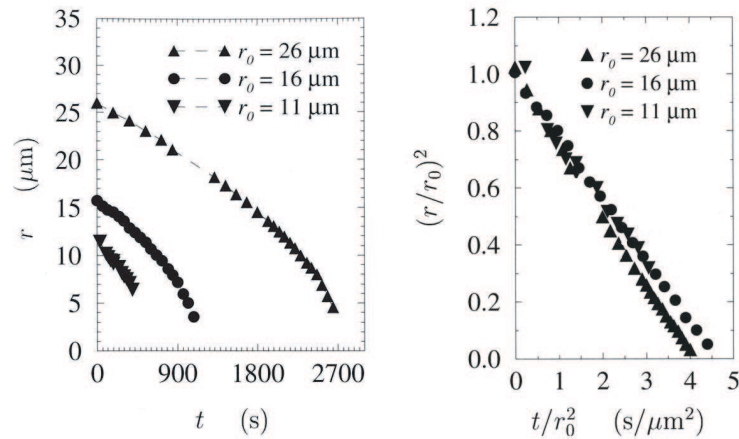 35
30
25
20
15
10
5
0
r (μm)
r₀ = 26 μm
r₀ = 16 μm
r₀ = 11 μm
0 900 1800 2700
t (s)
1.2
1.0
0.8
0.6
0.4
0.2
0.0
(r/r₀)²
r₀ = 26 μm
r₀ = 16 μm
r₀ = 11 μm
0 1 2 3 4 5
t/r₀² (s/μm²)